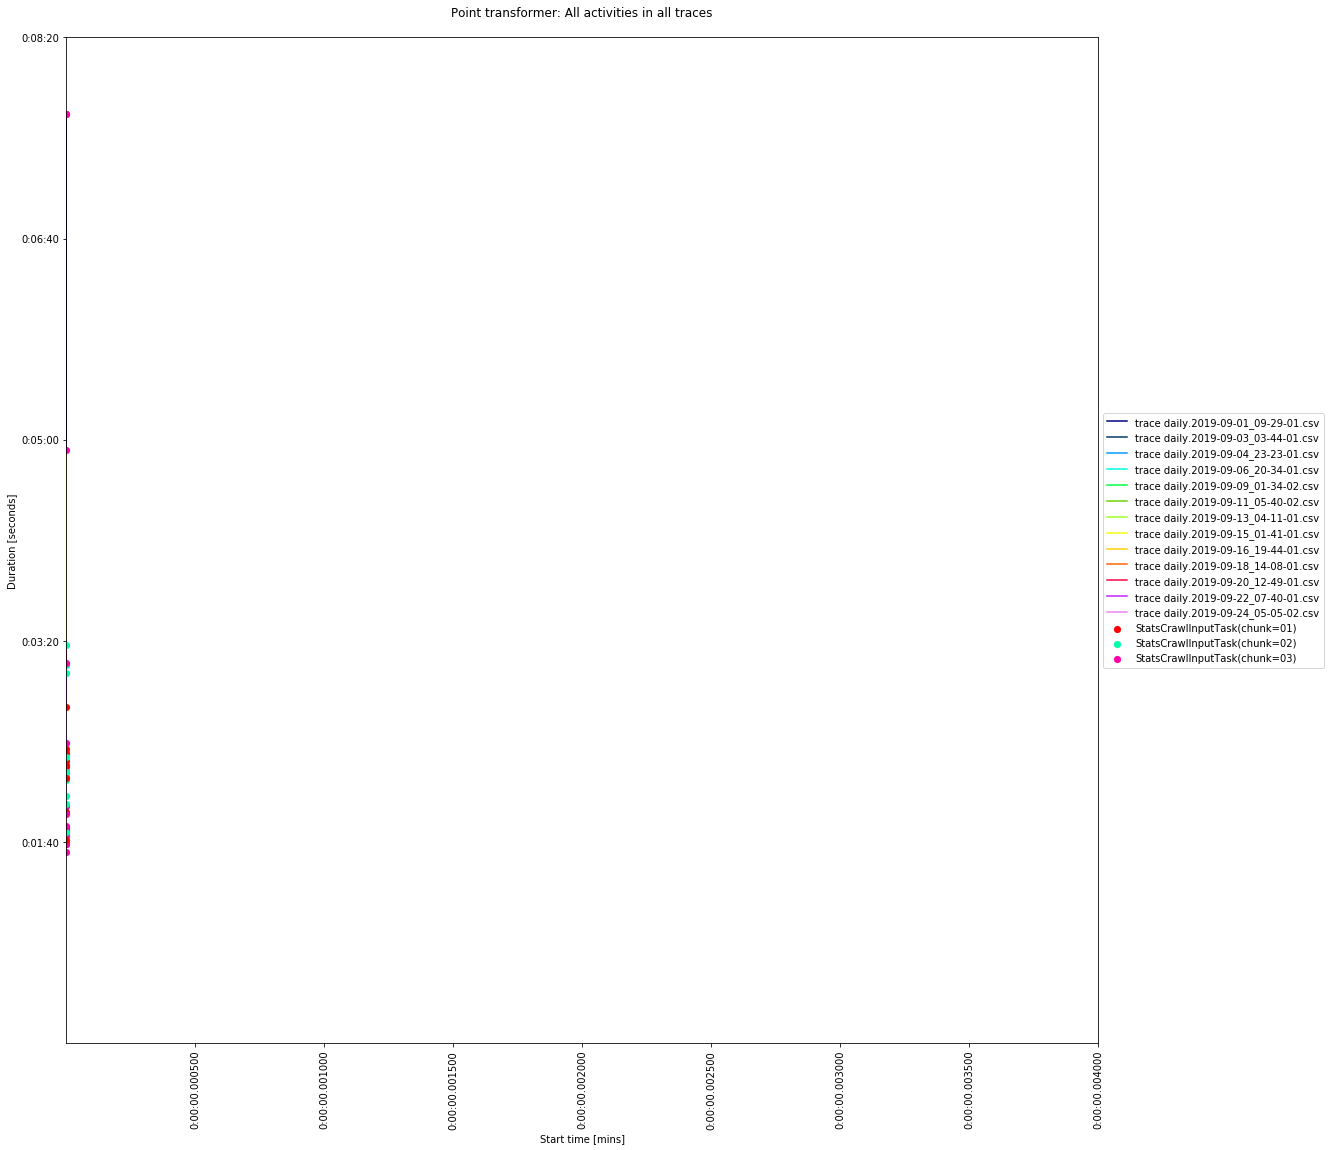 Point transformer: All activities in all traces
0:08:20
0:06:40
0:05:00
0:03:20
0:01:40
Duration [seconds]
0:00:00.000500
0:00:00.001000
0:00:00.001500
0:00:00.002000
0:00:00.002500
0:00:00.003000
0:00:00.003500
0:00:00.004000
Start time [mins]
trace daily.2019-09-01_09-29-01.csv
trace daily.2019-09-03_03-44-01.csv
trace daily.2019-09-04_23-23-01.csv
trace daily.2019-09-06_20-34-01.csv
trace daily.2019-09-09_01-34-02.csv
trace daily.2019-09-11_05-40-02.csv
trace daily.2019-09-13_04-11-01.csv
trace daily.2019-09-15_01-41-01.csv
trace daily.2019-09-16_19-44-01.csv
trace daily.2019-09-18_14-08-01.csv
trace daily.2019-09-20_12-49-01.csv
trace daily.2019-09-22_07-40-01.csv
trace daily.2019-09-24_05-05-02.csv
StatsCrawlInputTask(chunk=01)
StatsCrawlInputTask(chunk=02)
StatsCrawlInputTask(chunk=03)